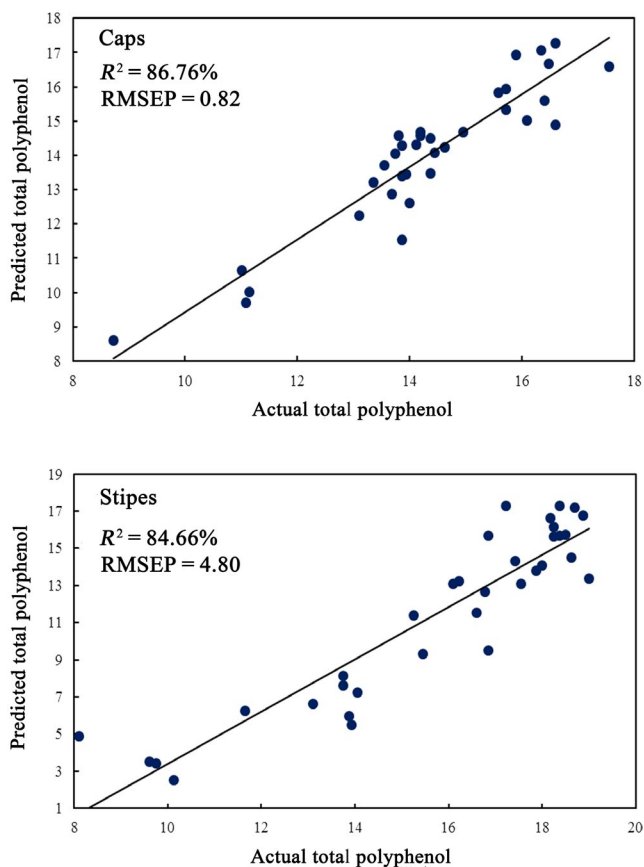 18
17
16
15
14
13
12
11
10
9
8
Predicted total polyphenol
Caps
R² = 86.76%
RMSEP = 0.82
8 10 12 14 16 18
Actual total polyphenol
19
17
15
13
11
9
7
5
3
1
Predicted total polyphenol
Stipes
R² = 84.66%
RMSEP = 4.80
8 10 12 14 16 18 20
Actual total polyphenol